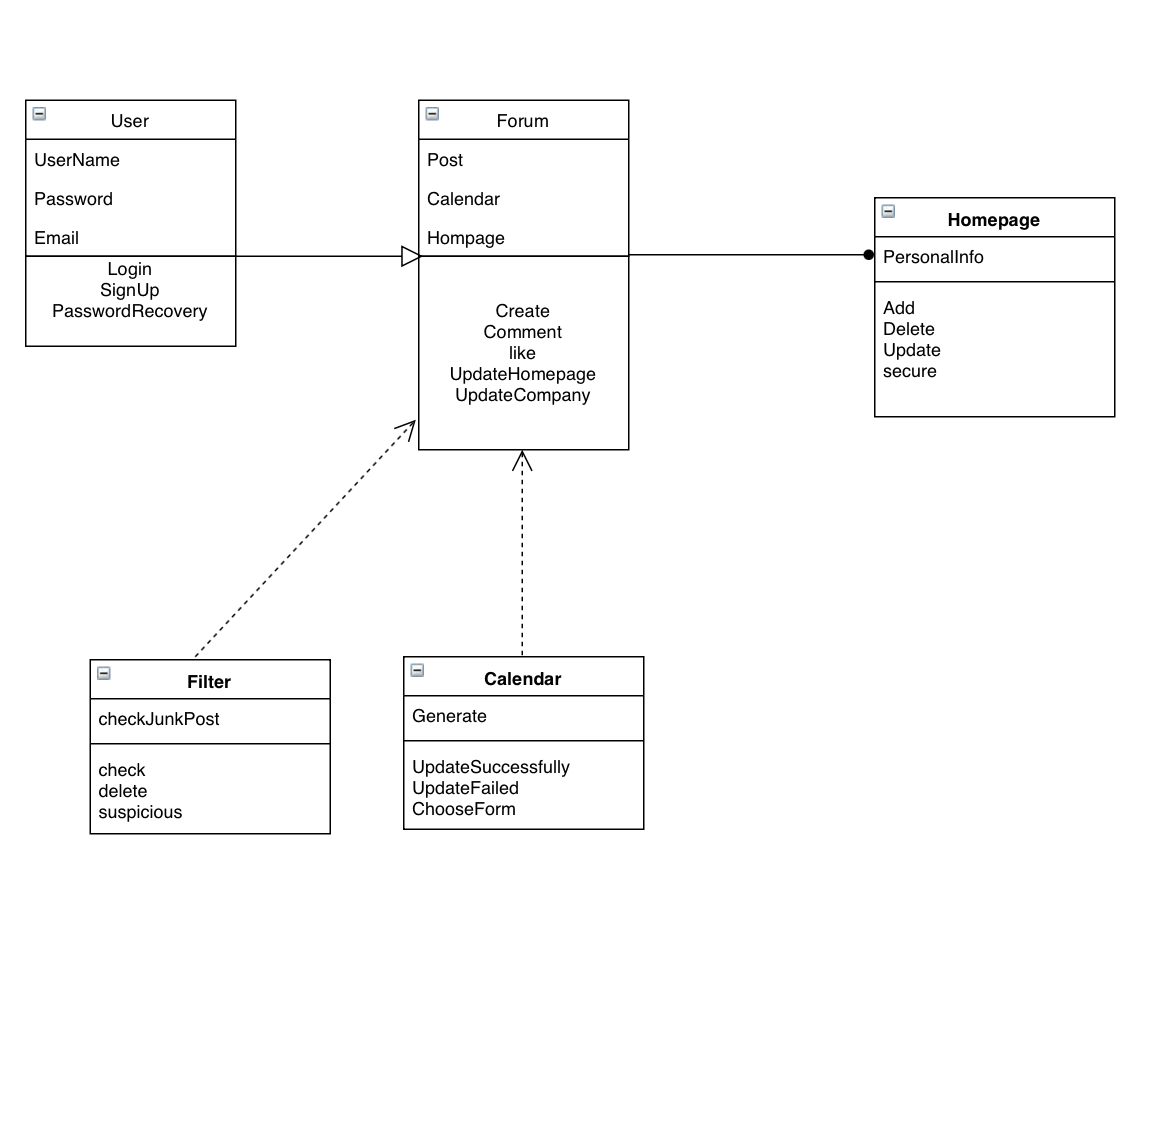 User
UserName
Password
Email
Login
SignUp
PasswordRecovery
Forum
Post
Calendar
Hompage
Create
Comment
like
UpdateHomepage
UpdateCompany
Homepage
PersonalInfo
Add
Delete
Update
secure
Filter
checkJunkPost
check
delete
suspicious
Calendar
Generate
UpdateSuccessfully
UpdateFailed
ChooseForm